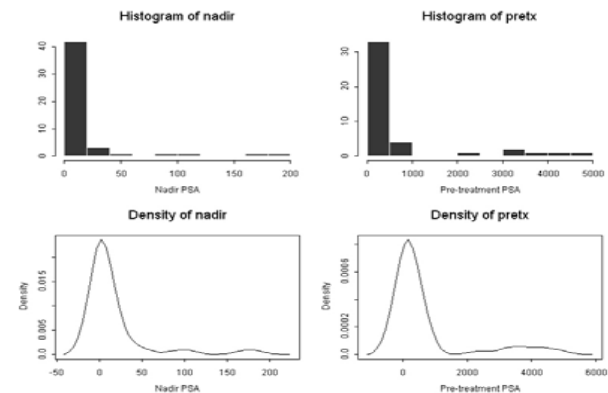 Histogram of nadir
Histogram of pretx
40
30
20
10
0
0 50 100 150 200
Nadir PSA
30
20
10
0
0 1000 2000 3000 4000 5000
Pre-treatment PSA
Density of nadir
Density of pretx
Density
0.015
0.005
0.0
-50 0 50 100 150 200
Nadir PSA
Density
0.0006
0.0002
0.0
0 2000 4000 6000
Pre-treatment PSA